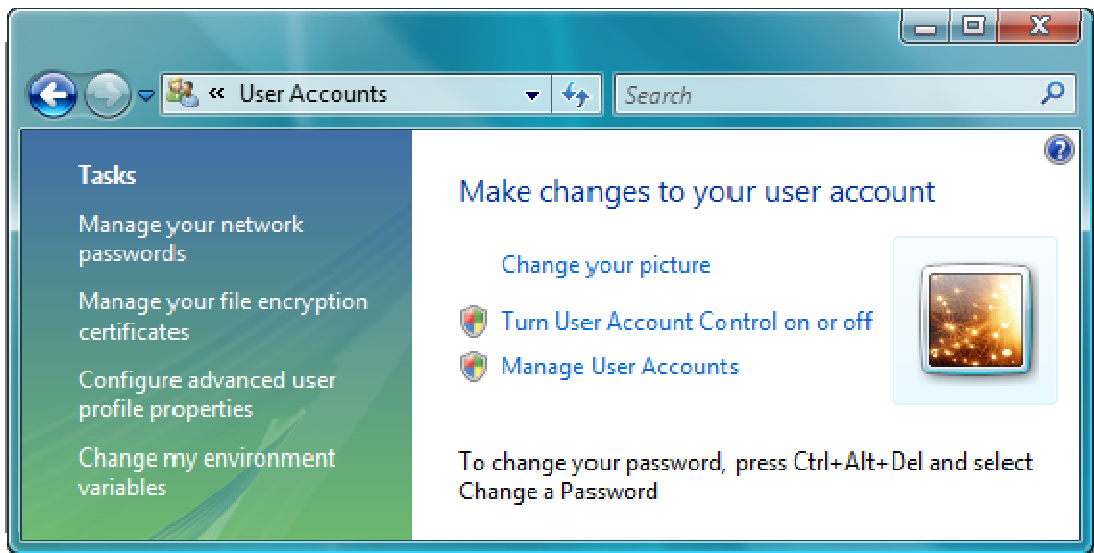 « User Accounts
Search
Tasks
Manage your network
passwords
Manage your file encryption
certificates
Configure advanced user
profile properties
Change my environment
variables
Make changes to your user account
Change your picture
Turn User Account Control on or off
Manage User Accounts
To change your password, press Ctrl+Alt+Del and select
Change a Password